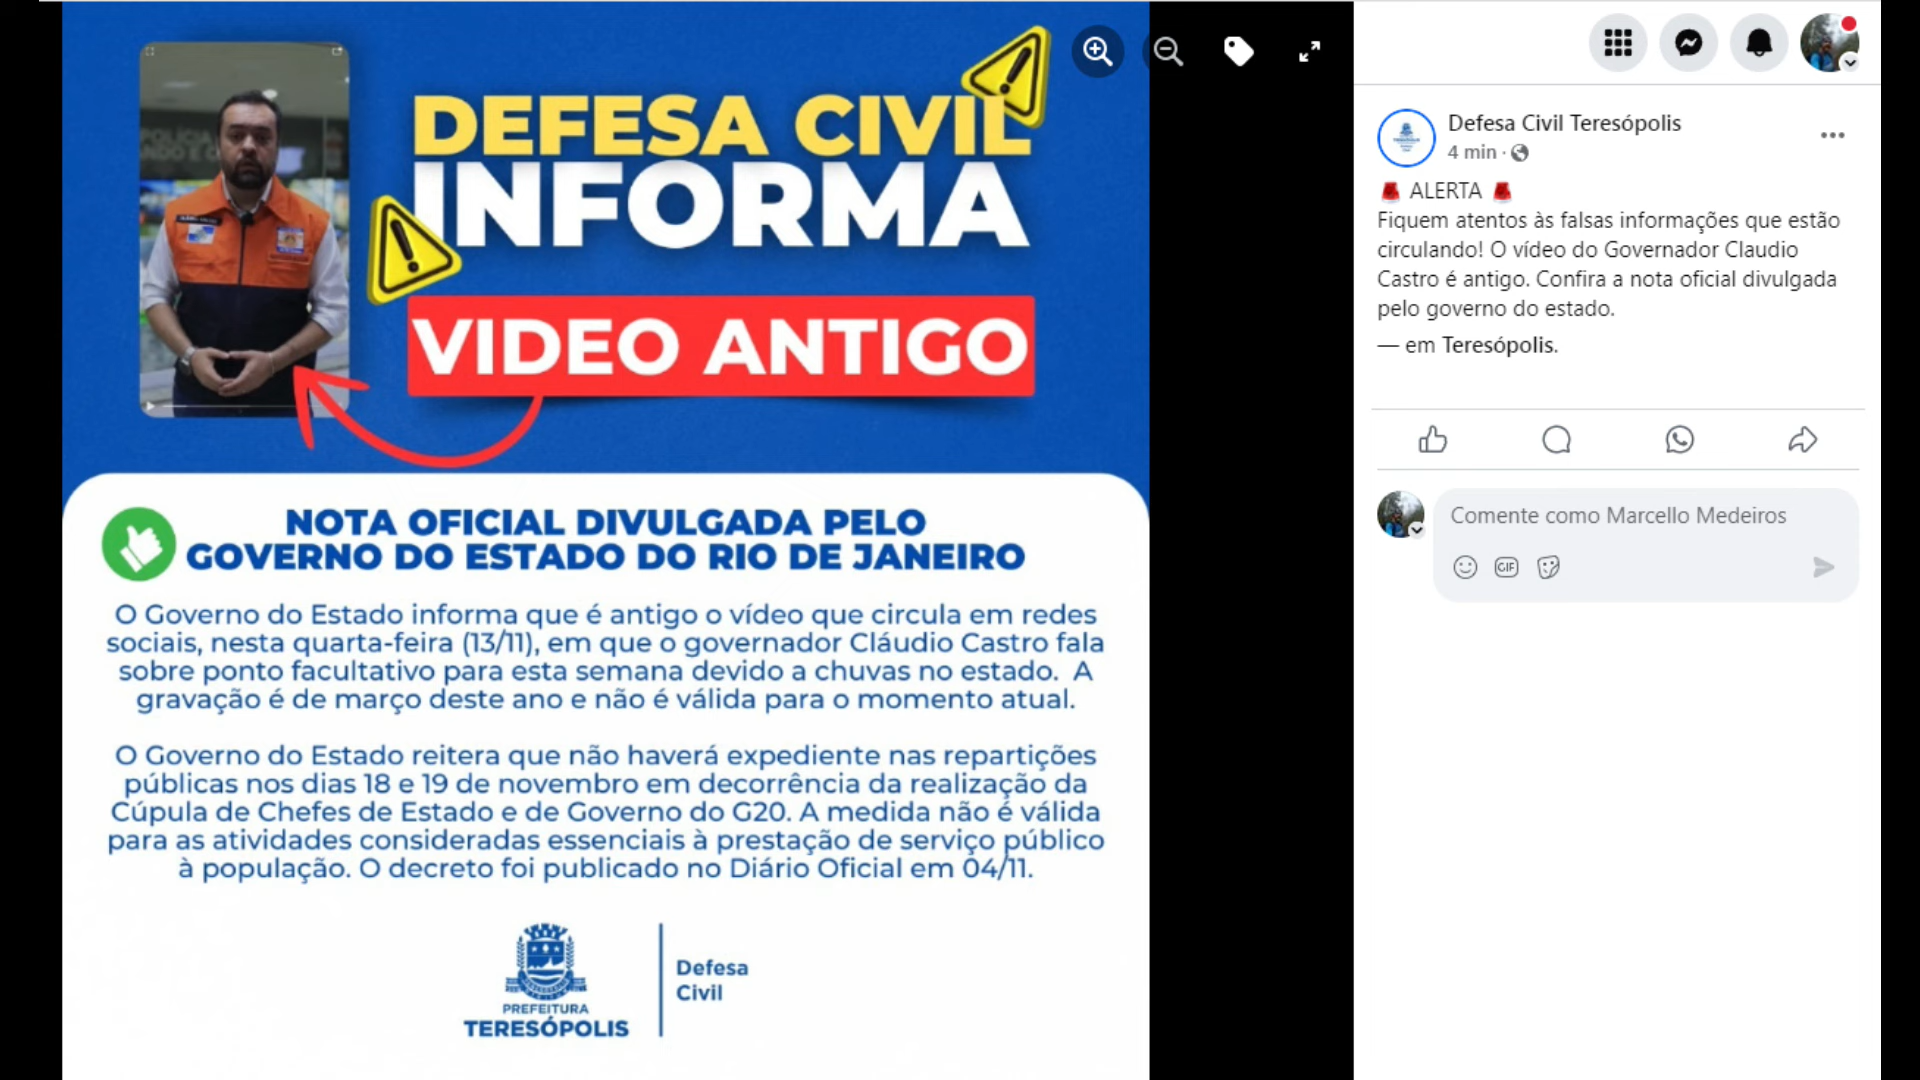 DEFESA CIVIL
INFORMA
VIDEO ANTIGO
NOTA OFICIAL DIVULGADA PELO
GOVERNO DO ESTADO DO RIO DE JANEIRO
O Governo do Estado informa que é antigo o vídeo que circula em redes
sociais, nesta quarta-feira (13/11), em que o governador Cláudio Castro fala
sobre ponto facultativo para esta semana devido a chuvas no estado. A
gravação é de março deste ano e não é válida para o momento atual.
O Governo do Estado reitera que não haverá expediente nas repartições
públicas nos dias 18 e 19 de novembro em decorrência da realização da
Cúpula de Chefes de Estado e de Governo do G20. A medida não é válida
para as atividades consideradas essenciais à prestação de serviço público
à população. O decreto foi publicado no Diário Oficial em 04/11.
PREFEITURA
TERESÓPOLIS
Defesa
Civil
Defesa Civil Teresópolis
4 min ·
ALERTA
Fiquem atentos às falsas informações que estão
circulando! O vídeo do Governador Claudio
Castro é antigo. Confira a nota oficial divulgada
pelo governo do estado.
— em Teresópolis.
Comente como Marcello Medeiros
GIF